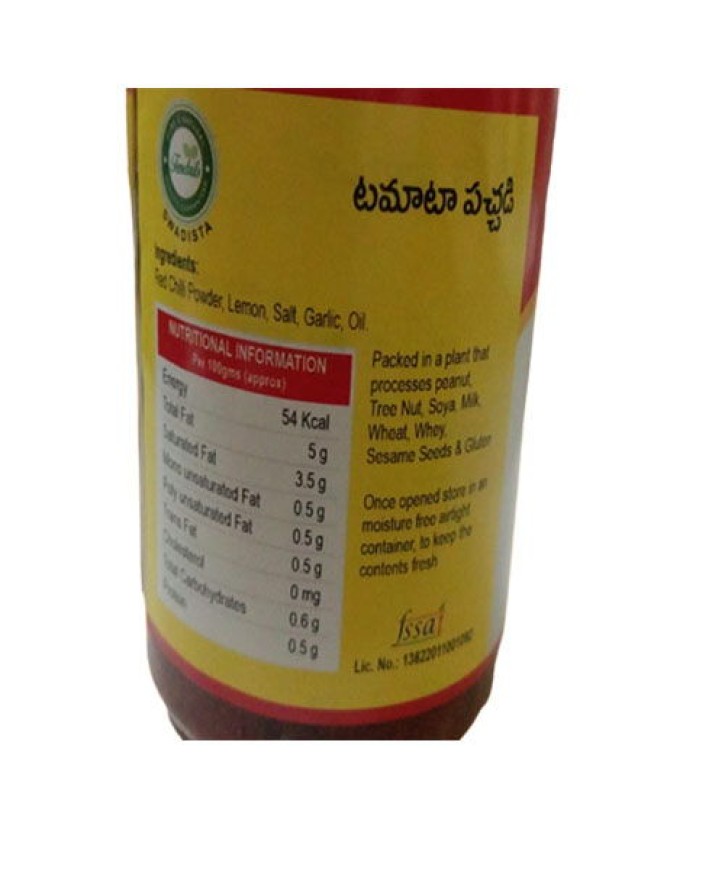 SWADISTA
టమాటా పచ్చడి
Ingredients:
Red Chilli Powder, Lemon, Salt, Garlic, Oil.
NUTRITIONAL INFORMATION
Per 100gms (approx)
Energy 54 Kcal
Total Fat 5 g
Saturated Fat 3.5 g
Mono unsaturated Fat 0.5 g
Poly unsaturated Fat 0.5 g
Trans Fat 0.5 g
Cholesterol 0 mg
Total Carbohydrates 0.6 g
Protein 0.5 g
Packed in a plant that
processes peanut,
Tree Nut, Soya, Milk,
Wheat, Whey,
Sesame Seeds & Gluten
Once opened store in an
moisture free airtight
container, to keep the
contents fresh
fssai
Lic. No.: